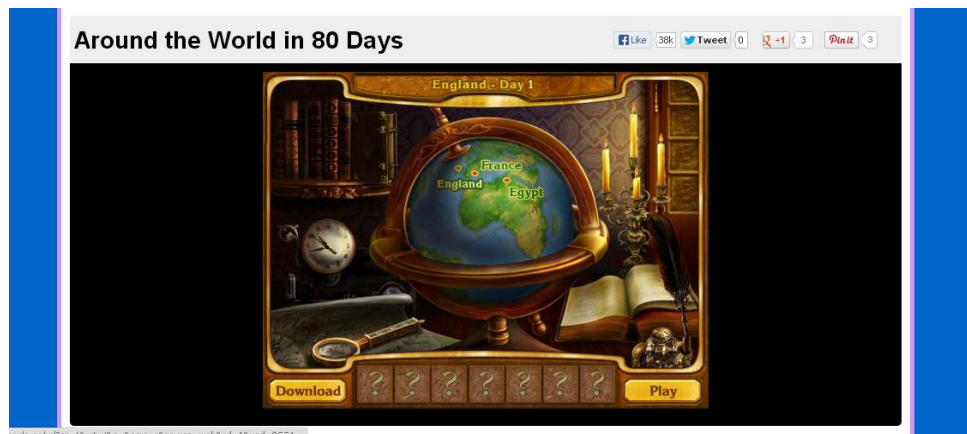 Around the World in 80 Days
Like 38k Tweet 0 +1 3 Pin it 3
England - Day 1
France
England
Egypt
Download ? ? ? ? ? ? ? Play